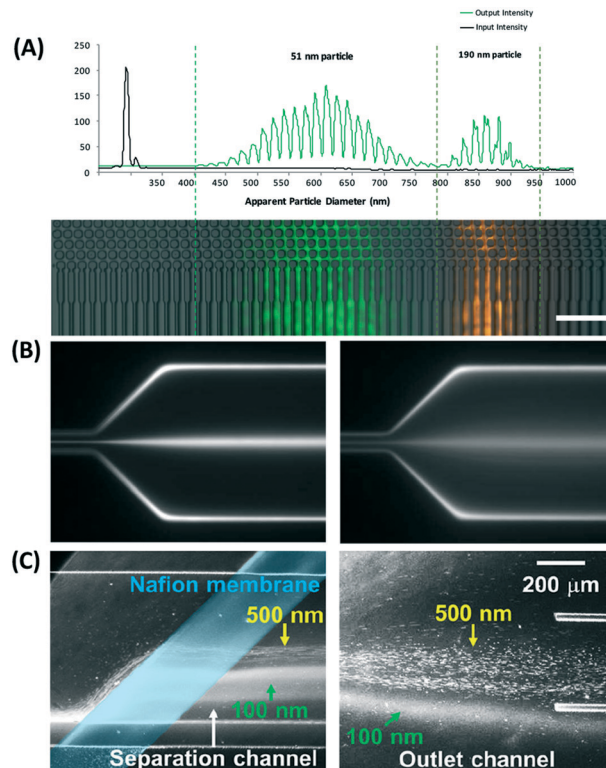 Output Intensity
Input Intensity
(A)
51 nm particle
190 nm particle
250
200
150
100
50
0
350 400 450 500 550 600 650 700 750 800 850 900 950 1000
Apparent Particle Diameter (nm)
(B)
(C)
Nafion membrane
500 nm
100 nm
Separation channel
200 μm
500 nm
100 nm
Outlet channel